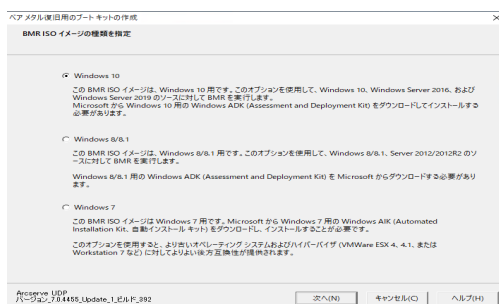 ベア メタル復旧用のブート キットの作成
BMR ISO イメージの種類を指定
Windows 10
この BMR ISO イメージは、Windows 10 用です。このオプションを使用して、Windows 10、Windows Server 2016、および
Windows Server 2019 のソースに対して BMR を実行します。
Microsoft から Windows 10 用の Windows ADK (Assessment and Deployment Kit) をダウンロードしてインストールする
必要があります。
Windows 8/8.1
この BMR ISO イメージは、Windows 8/8.1 用です。このオプションを使用して、Windows 8/8.1、Server 2012/2012R2 のソ
ースに対して BMR を実行します。
Windows 8/8.1 用の Windows ADK (Assessment and Deployment Kit) を Microsoft からダウンロードする必要があり
ます。
Windows 7
この BMR ISO イメージは Windows 7 用です。Microsoft から Windows 7 用の Windows AIK (Automated
Installation Kit、自動インストール キット) をダウンロードし、インストールすることが必要です。
このオプションを使用すると、より古いオペレーティング システムおよびハイパーバイザ (VMWare ESX 4、4.1、または
Workstation 7 など) に対してよりよい後方互換性が提供されます。
Arcserve UDP
バージョン_7.0.4455_Update_1_ビルド_392
次へ(N)
キャンセル(C)
ヘルプ(H)